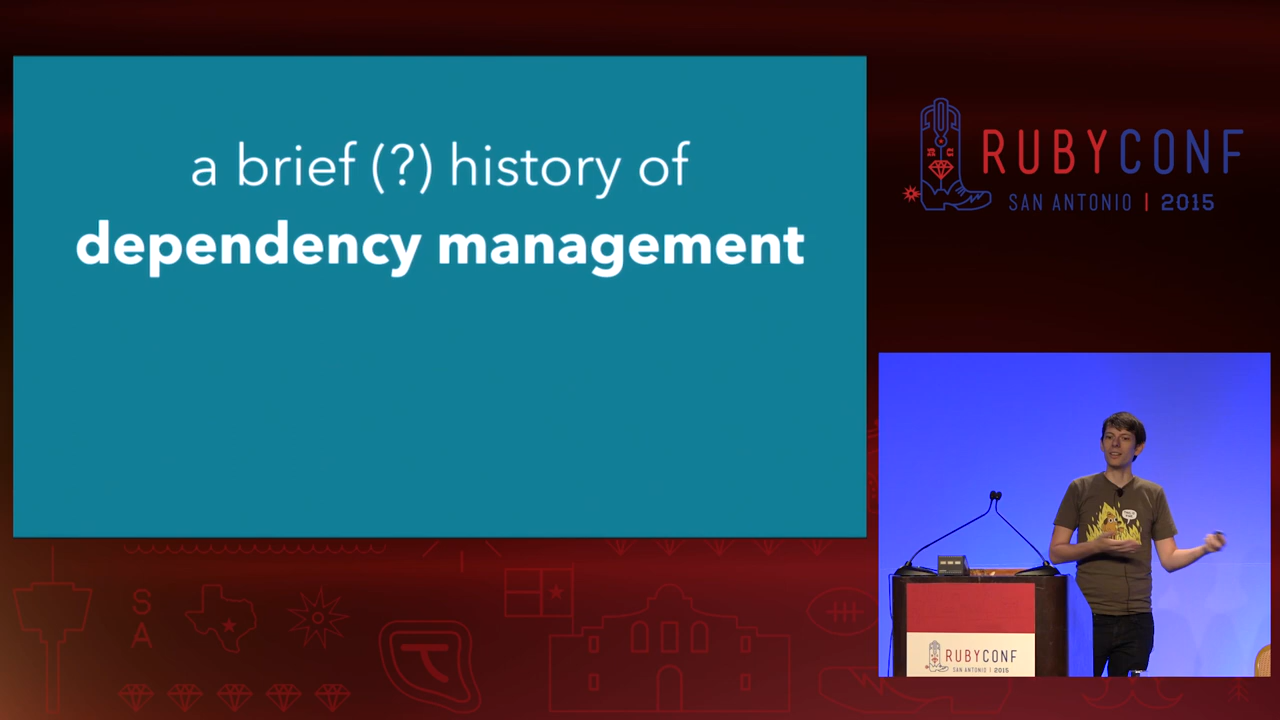 a brief (?) history of
dependency management
RUBYCONF
SAN ANTONIO | 2015
S
A
RUBYCONF
SAN ANTONIO | 2015